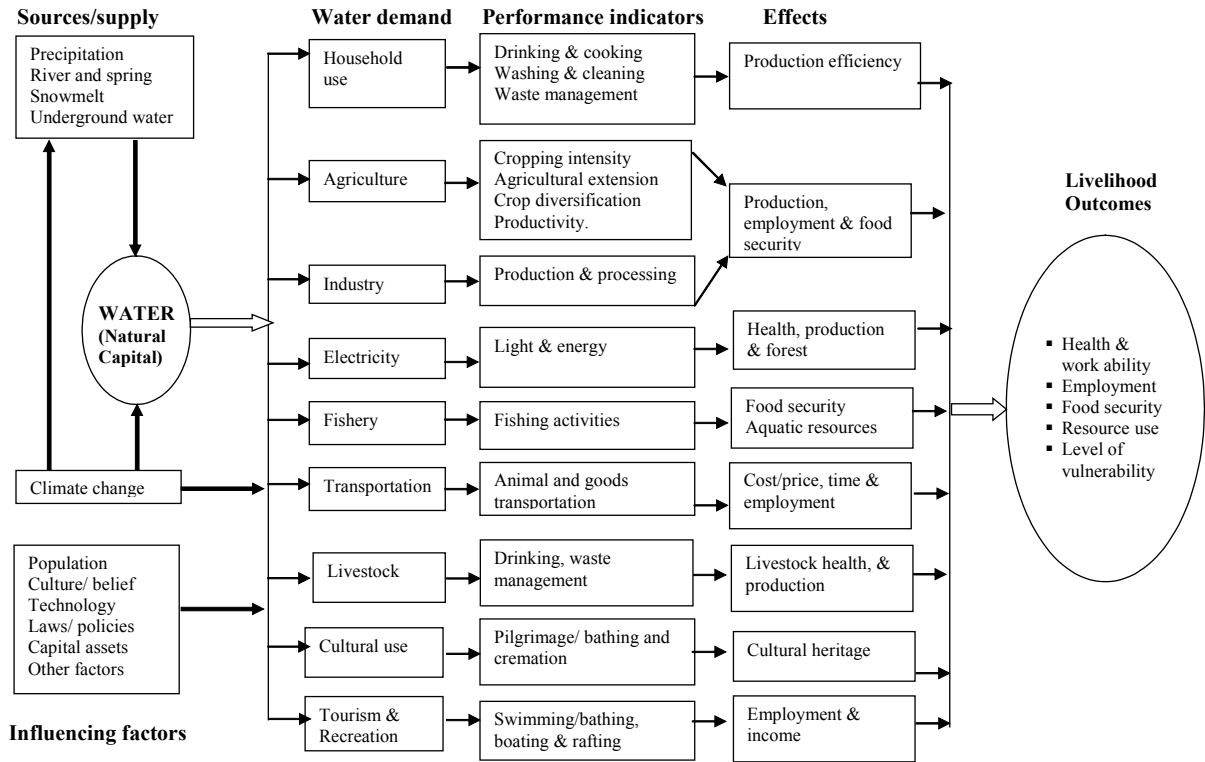 Sources/supply
Precipitation
River and spring
Snowmelt
Underground water
WATER
(Natural
Capital)
Climate change
Population
Culture/ belief
Technology
Laws/ policies
Capital assets
Other factors
Influencing factors
Water demand
Household
use
Agriculture
Industry
Electricity
Fishery
Transportation
Livestock
Cultural use
Tourism &
Recreation
Performance indicators
Drinking & cooking
Washing & cleaning
Waste management
Cropping intensity
Agricultural extension
Crop diversification
Productivity.
Production & processing
Light & energy
Fishing activities
Animal and goods
transportation
Drinking, waste
management
Pilgrimage/ bathing and
cremation
Swimming/bathing,
boating & rafting
Effects
Production efficiency
Production,
employment & food
security
Health, production
& forest
Food security
Aquatic resources
Cost/price, time &
employment
Livestock health, &
production
Cultural heritage
Employment &
income
Livelihood
Outcomes
▪ Health &
work ability
▪ Employment
▪ Food security
▪ Resource use
▪ Level of
vulnerability